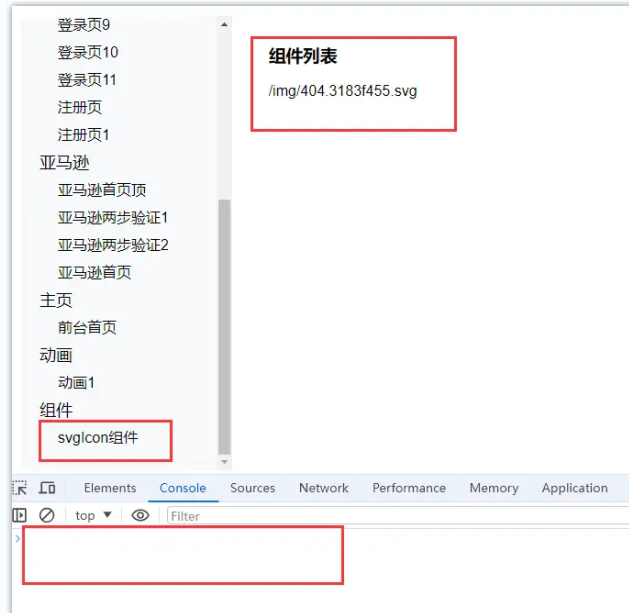 登录页9
登录页10
登录页11
注册页
注册页1
亚马逊
亚马逊首页顶
亚马逊两步验证1
亚马逊两步验证2
亚马逊首页
主页
前台首页
动画
动画1
组件
svgIcon组件
组件列表
/img/404.3183f455.svg
Elements Console Sources Network Performance Memory Application
top Filter